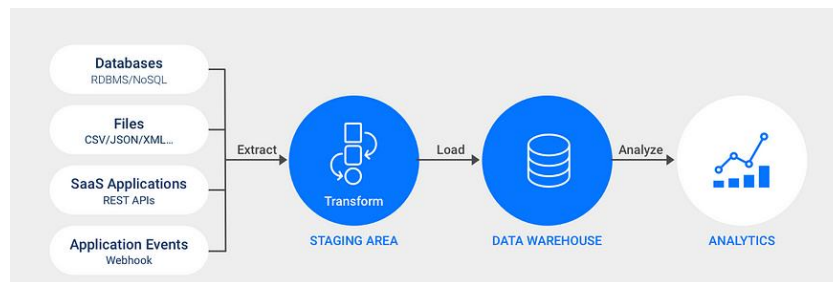 Databases
RDBMS/NoSQL
Files
CSV/JSON/XML...
SaaS Applications
REST APIs
Application Events
Webhook
Extract
Transform
STAGING AREA
Load
DATA WAREHOUSE
Analyze
ANALYTICS